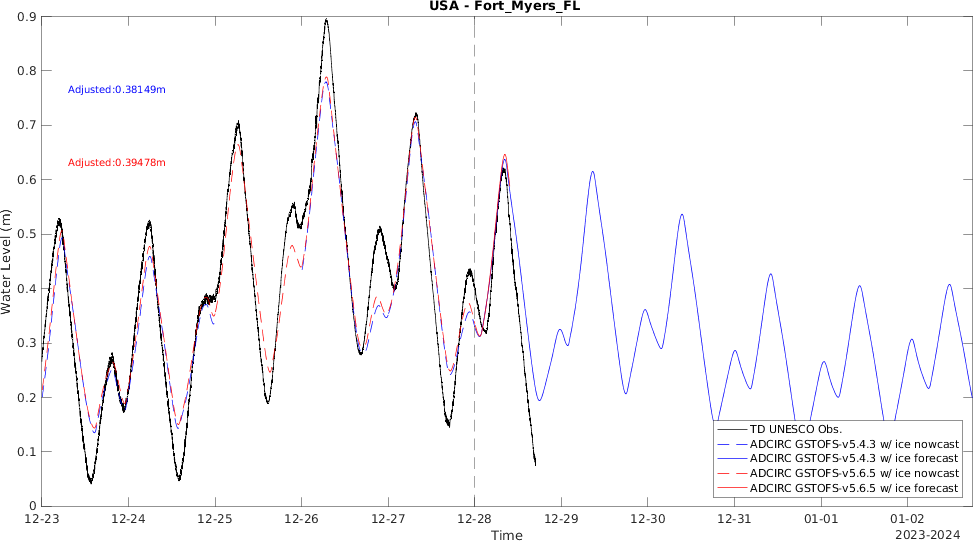 USA - Fort_Myers_FL
0.9
0.8
0.7
0.6
0.5
0.4
0.3
0.2
0.1
0
Water Level (m)
Adjusted:0.38149m
Adjusted:0.39478m
TD UNESCO Obs.
ADCIRC GSTOFS-v5.4.3 w/ ice nowcast
ADCIRC GSTOFS-v5.4.3 w/ ice forecast
ADCIRC GSTOFS-v5.6.5 w/ ice nowcast
ADCIRC GSTOFS-v5.6.5 w/ ice forecast
12-23 12-24 12-25 12-26 12-27 12-28 12-29 12-30 12-31 01-01 01-02
Time
2023-2024